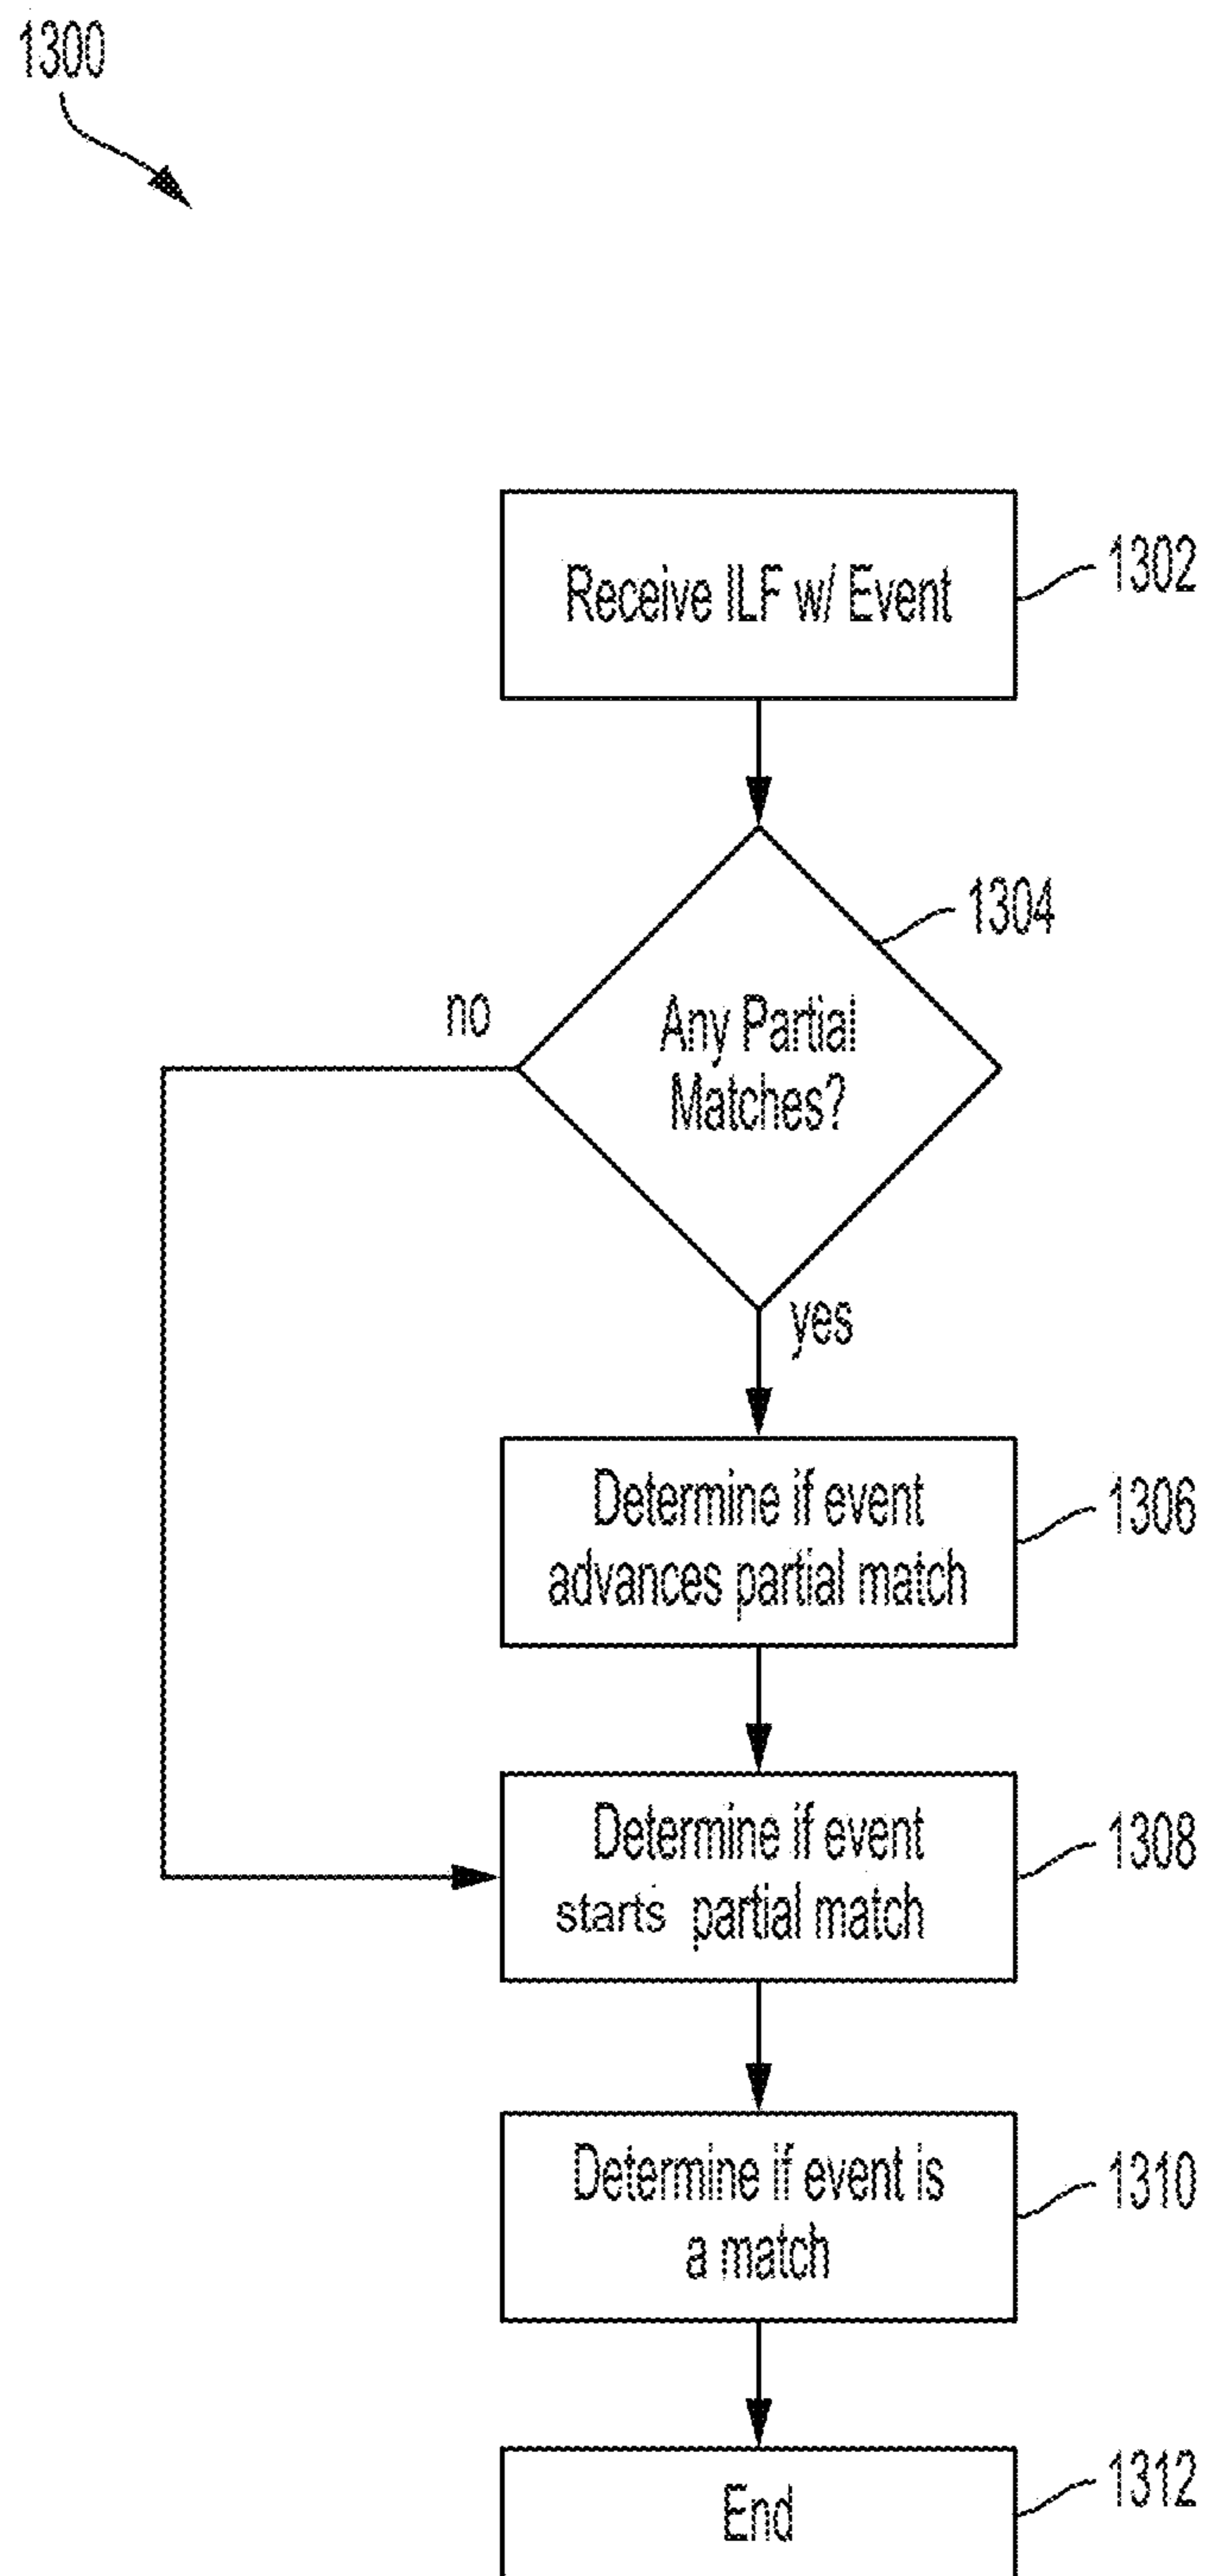 1300
Receive ILF w/ Event
1302
1304
no
Any Partial
Matches?
yes
Determine if event
advances partial match
1306
Determine if event
starts partial match
1308
Determine if event is
a match
1310
End
1312